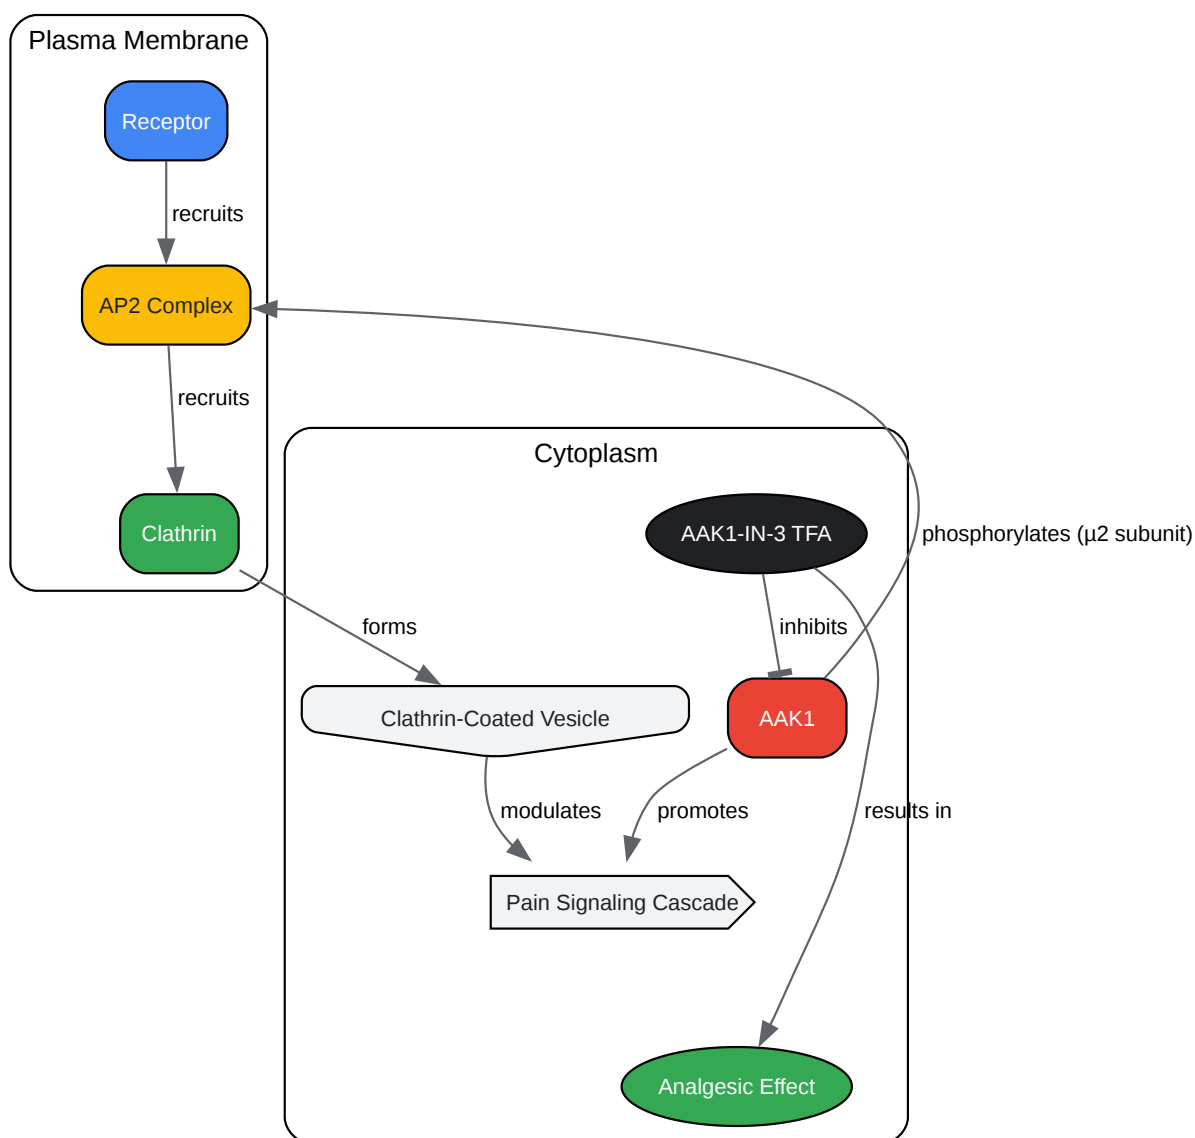 Plasma Membrane
Receptor
recruits
AP2 Complex
recruits
Clathrin
Cytoplasm
AAK1-IN-3 TFA
phosphorylates (µ2 subunit)
forms
inhibits
Clathrin-Coated Vesicle
AAK1
modulates
promotes
results in
Pain Signaling Cascade
Analgesic Effect